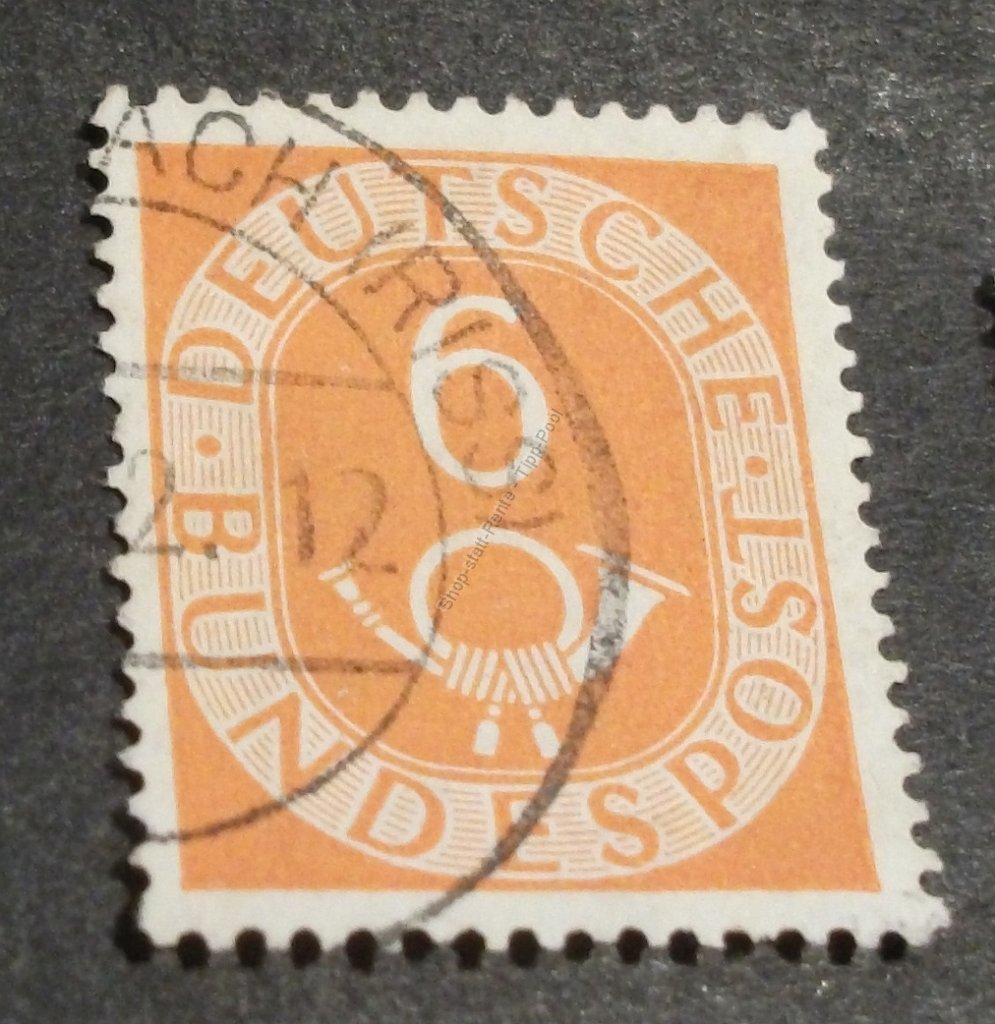 DEUTSCHE · BUNDESPOST ·
6
12
Shop-statt-Rente - Tipp-Pool